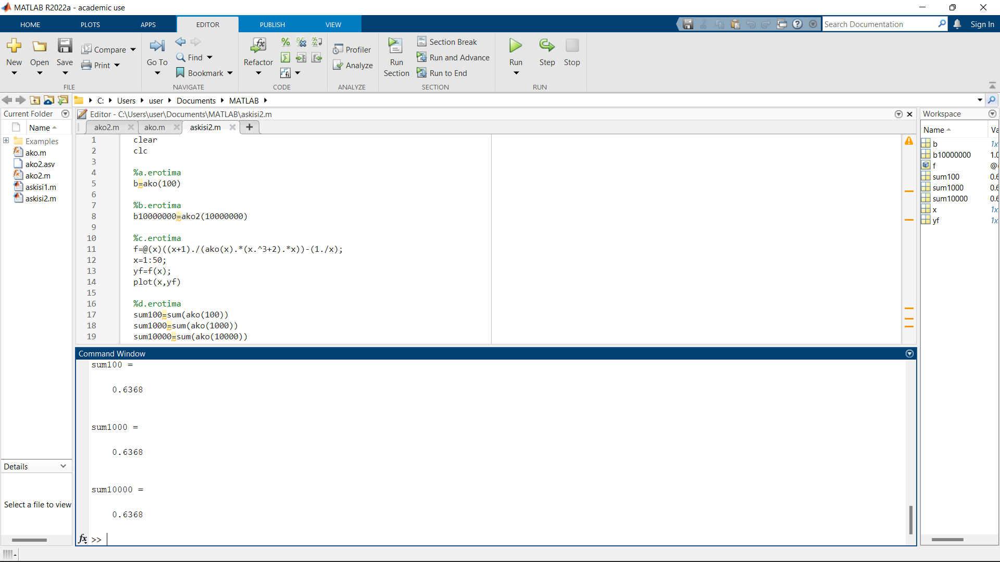 MATLAB R2022a - academic use
HOME PLOTS APPS EDITOR PUBLISH VIEW
Search Documentation
Sign In
New Open Save Compare Print
FILE
Go To Find Bookmark
NAVIGATE
Refactor
CODE
Profiler
Analyze
ANALYZE
Run Section
Section Break
Run and Advance
Run to End
SECTION
Run Step Stop
RUN
C: Users user Documents MATLAB
Current Folder
Name
Examples
ako.m
ako2.asv
ako2.m
askisi1.m
askisi2.m
Details
Select a file to view
Editor - C:\Users\user\Documents\MATLAB\askisi2.m
ako2.m ako.m askisi2.m
1 clear
2 clc
3
4 %a.erotima
5 b=ako(100)
6
7 %b.erotima
8 b10000000=ako2(10000000)
9
10 %c.erotima
11 f=@(x)((x+1)./(ako(x).*(x.^3+2).*x))-(1./x);
12 x=1:50;
13 yf=f(x);
14 plot(x,yf)
15
16 %d.erotima
17 sum100=sum(ako(100))
18 sum1000=sum(ako(1000))
19 sum10000=sum(ako(10000))
Command Window
sum100 =
0.6368
sum1000 =
0.6368
sum10000 =
0.6368
fx >>
Workspace
Name Va
b 1x
b10000000 1.0
f @
sum100 0.6
sum1000 0.6
sum10000 0.6
x 1x
yf 1x